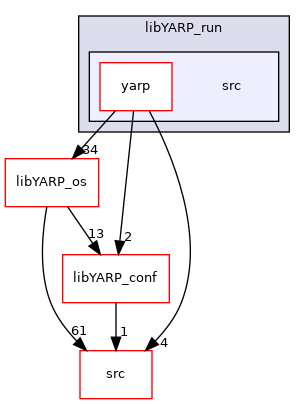 libYARP_run
yarp
src
34
libYARP_os
13
2
libYARP_conf
61
1
4
src